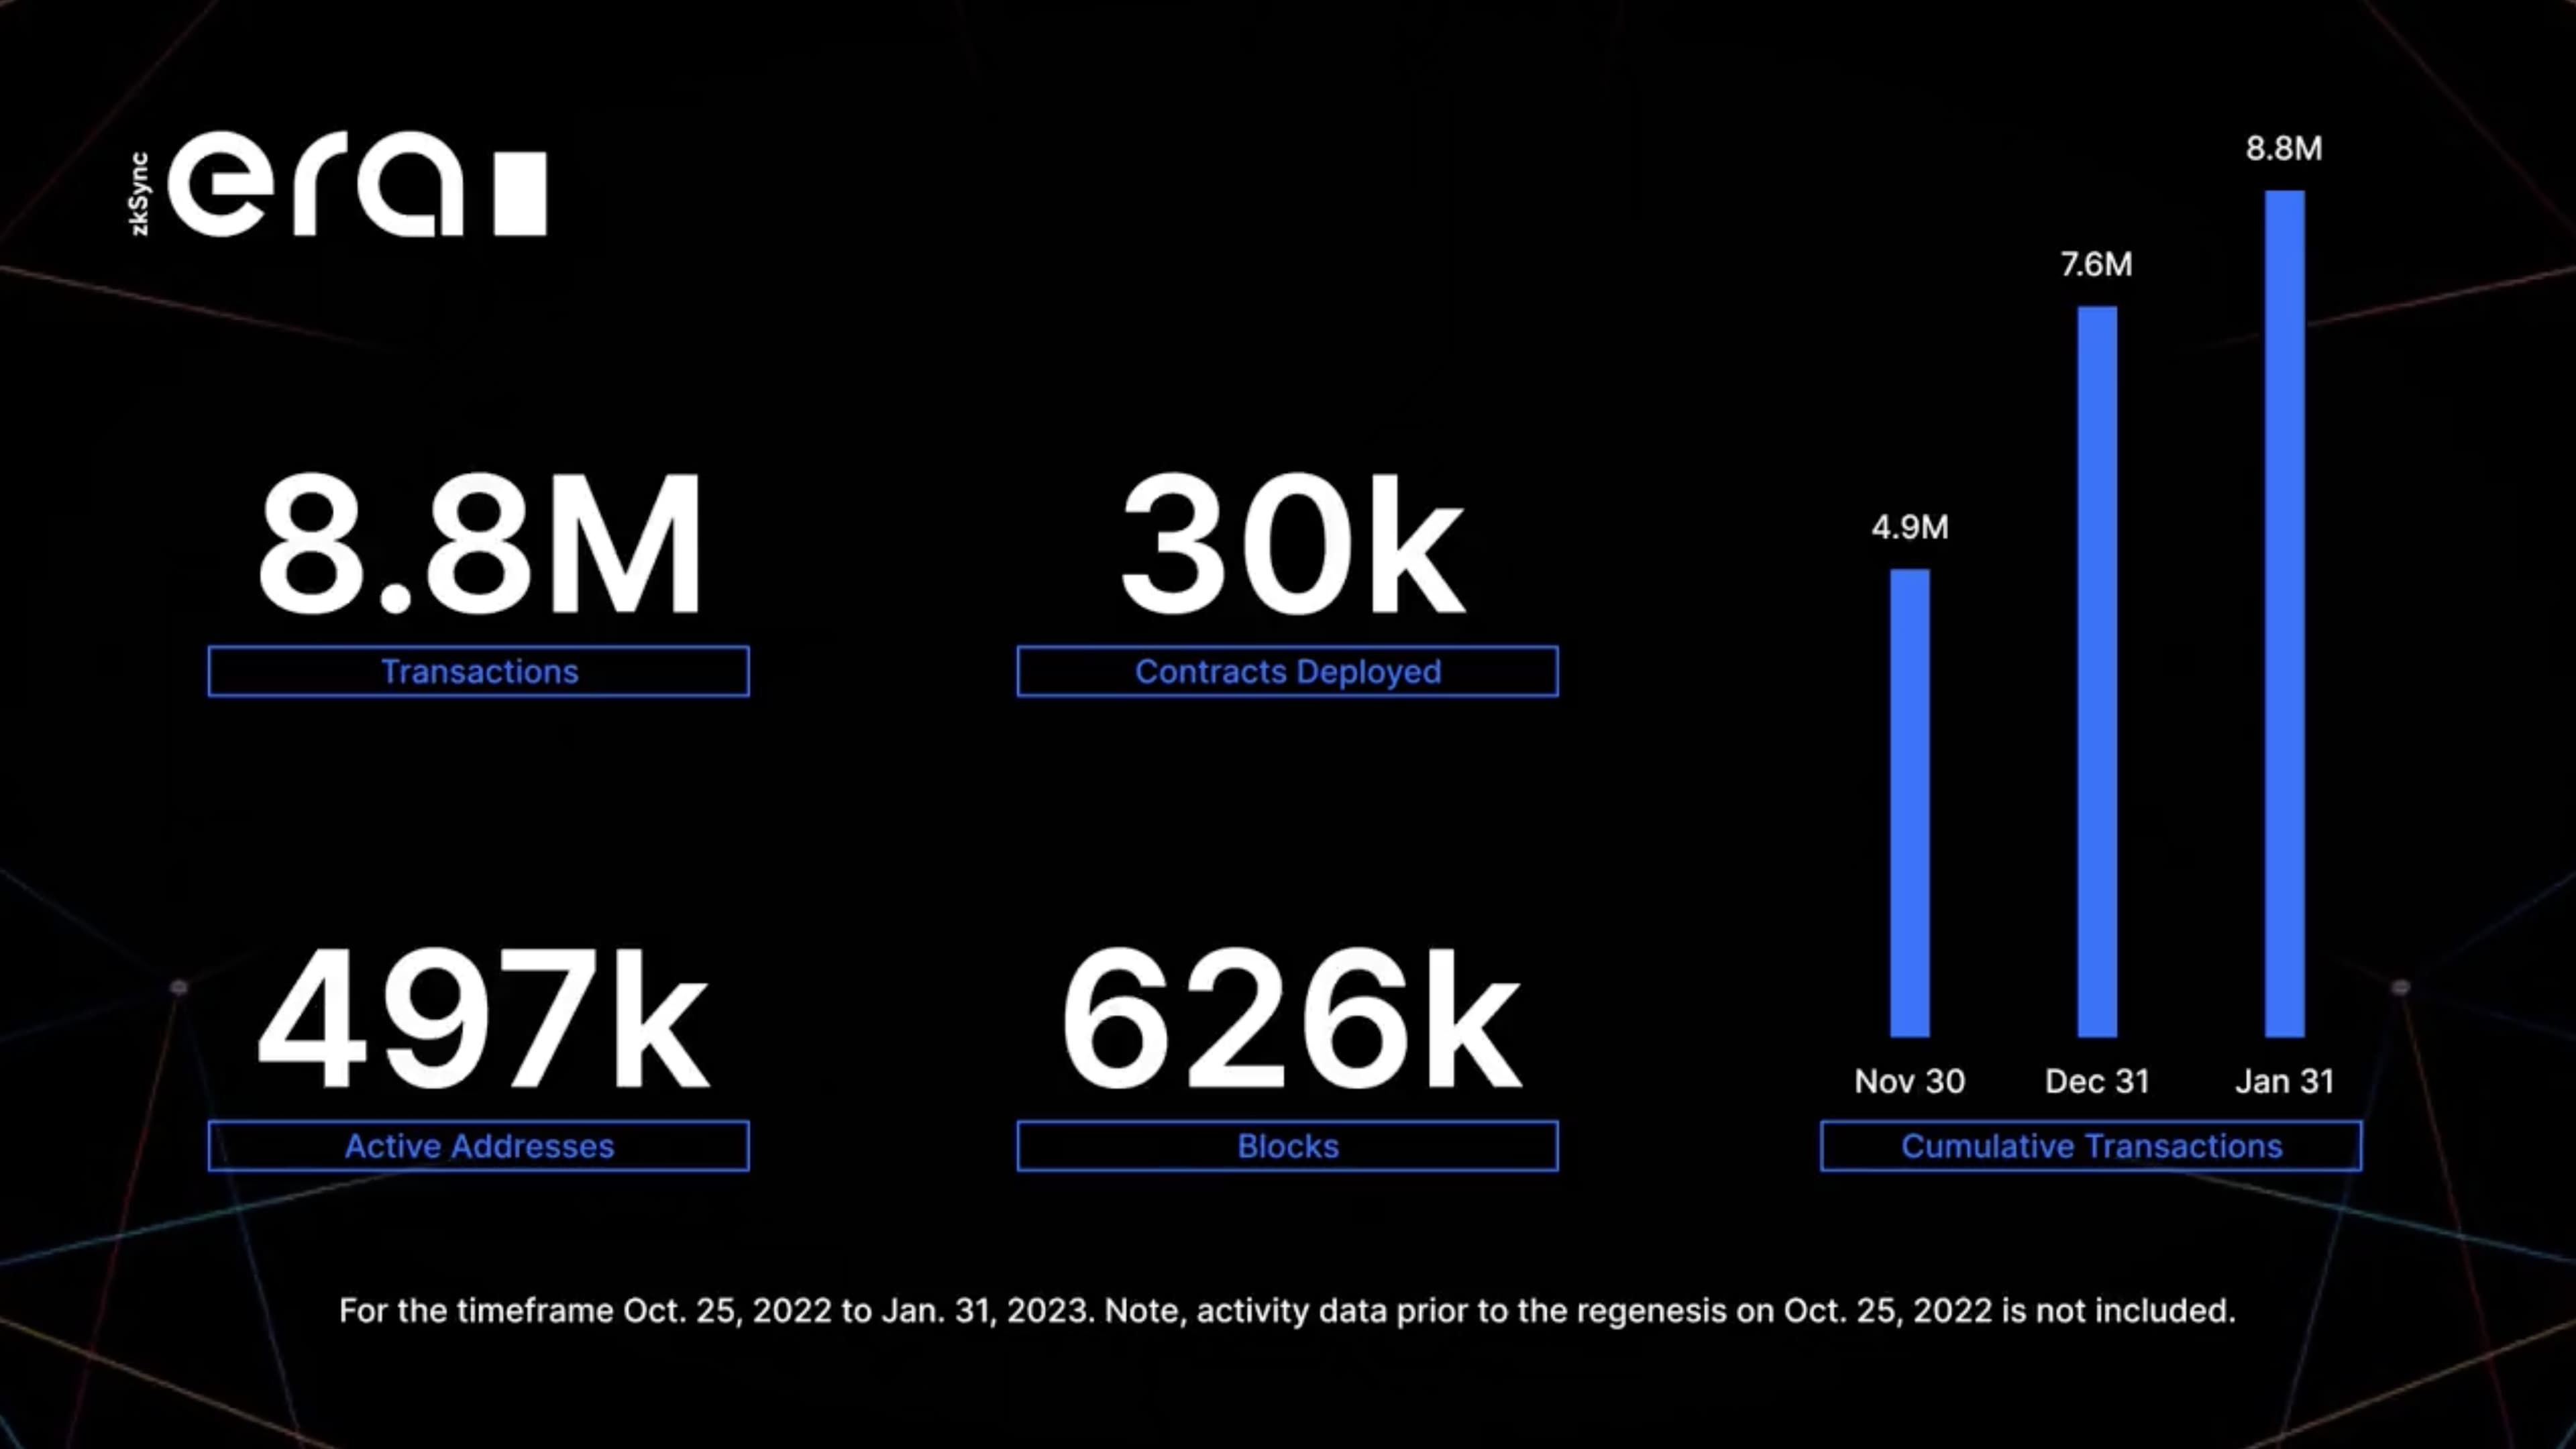 zkSync
era
8.8M
Transactions
30k
Contracts Deployed
497k
Active Addresses
626k
Blocks
8.8M
7.6M
4.9M
Nov 30 Dec 31 Jan 31
Cumulative Transactions
For the timeframe Oct. 25, 2022 to Jan. 31, 2023. Note, activity data prior to the regenesis on Oct. 25, 2022 is not included.